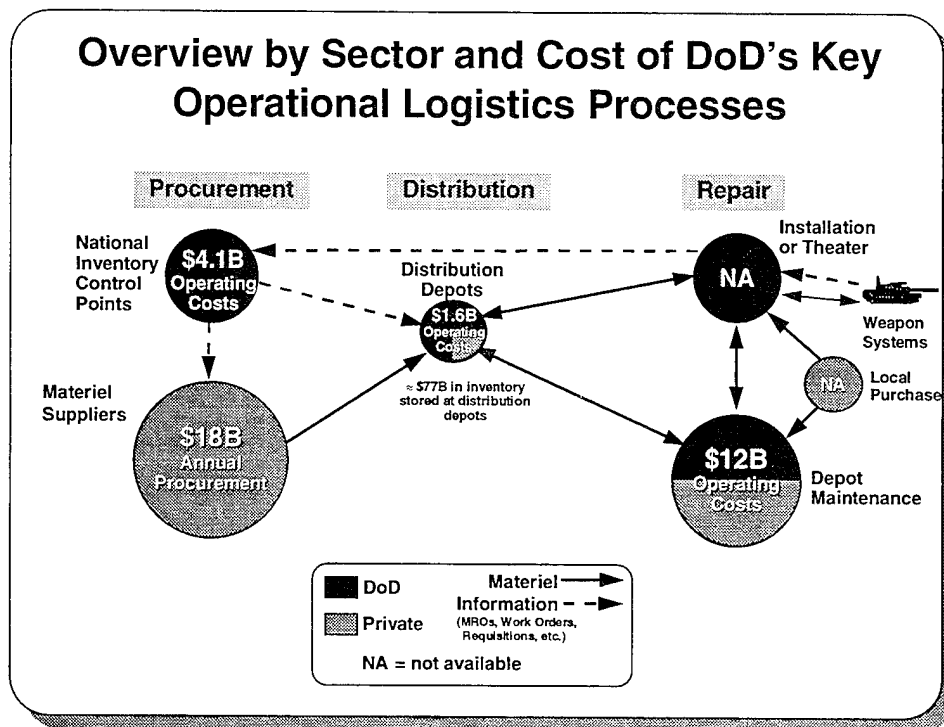 Overview by Sector and Cost of DoD's Key
Operational Logistics Processes
Procurement
Distribution
Repair
National
Inventory
Control
Points
$4.1B
Operating
Costs
Distribution
Depots
$1.6B
Operating
Costs
≈ $77B in inventory
stored at distribution
depots
Installation
or Theater
NA
Weapon
Systems
Materiel
Suppliers
$18B
Annual
Procurement
NA
Local
Purchase
$12B
Operating
Costs
Depot
Maintenance
DoD
Private
Materiel
Information
(MROs, Work Orders,
Requisitions, etc.)
NA = not available